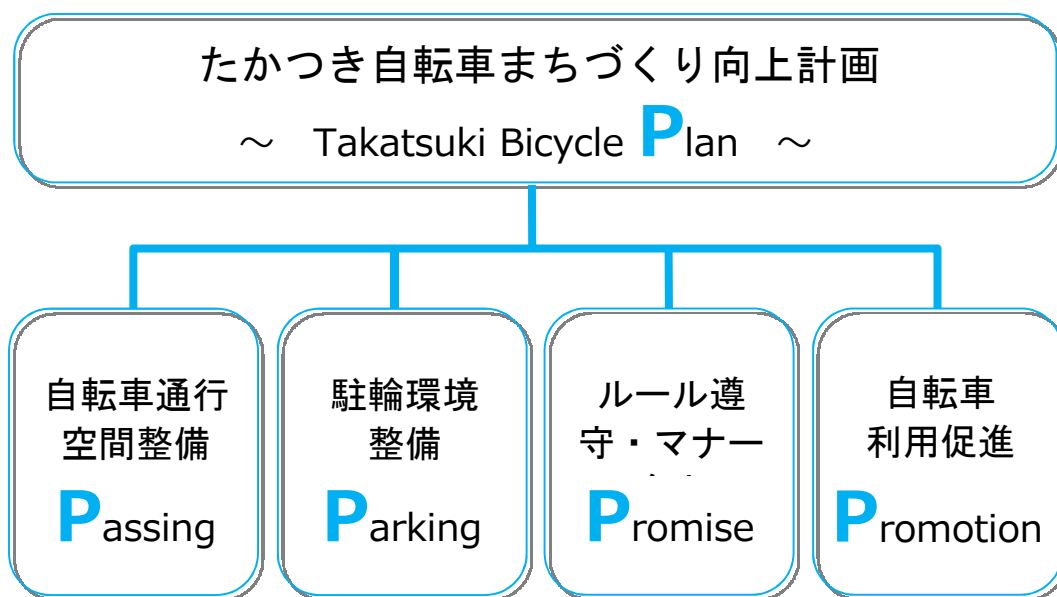 たかつき自転車まちづくり向上計画
～ Takatsuki Bicycle Plan ～
自転車通行
空間整備
Passing
駐輪環境
整備
Parking
ルール遵
守・マナー
Promise
自転車
利用促進
Promotion